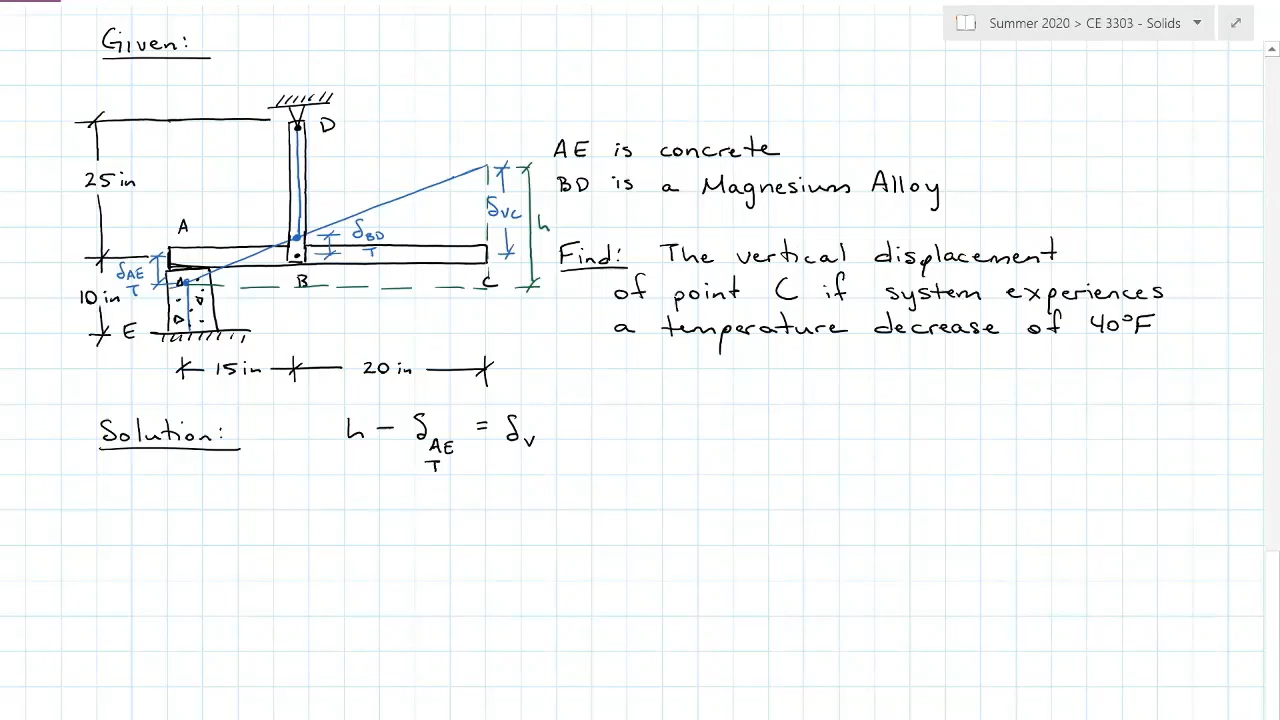 Summer 2020 > CE 3303 - Solids
Given:
D
25 in
A
δAE
T
δBD
T
δVC
h
10 in
B
C
E
15 in
20 in
AE is concrete
BD is a Magnesium Alloy
Find: The vertical displacement
of point C if system experiences
a temperature decrease of 40°F
Solution:
h - δAE = δv
T